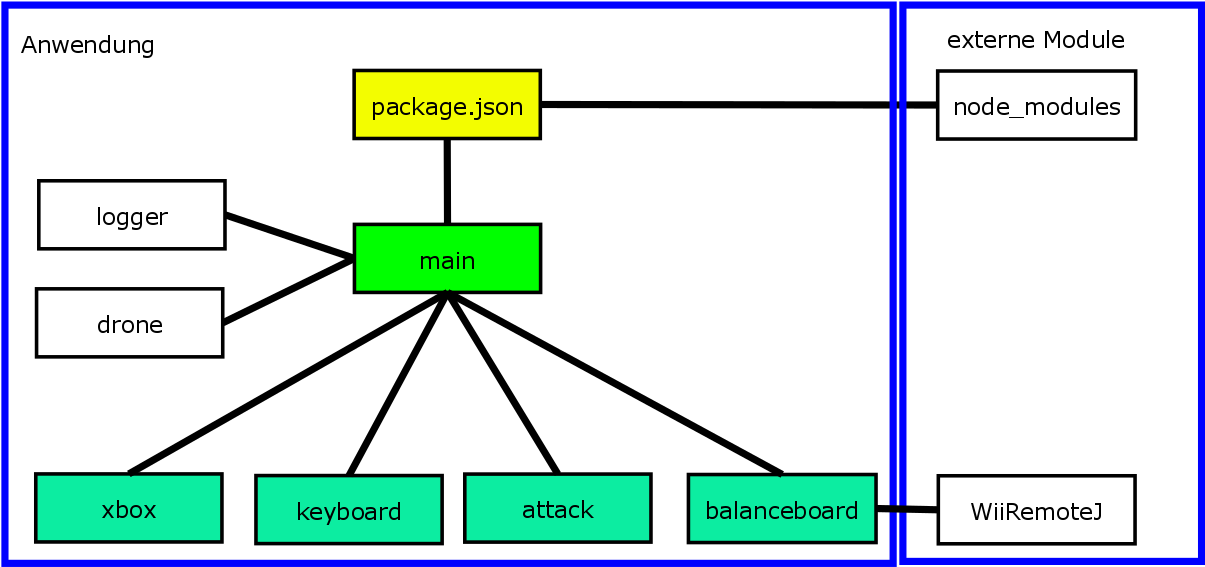 Anwendung
externe Module
package.json
node_modules
logger
main
drone
xbox
keyboard
attack
balanceboard
WiiRemoteJ